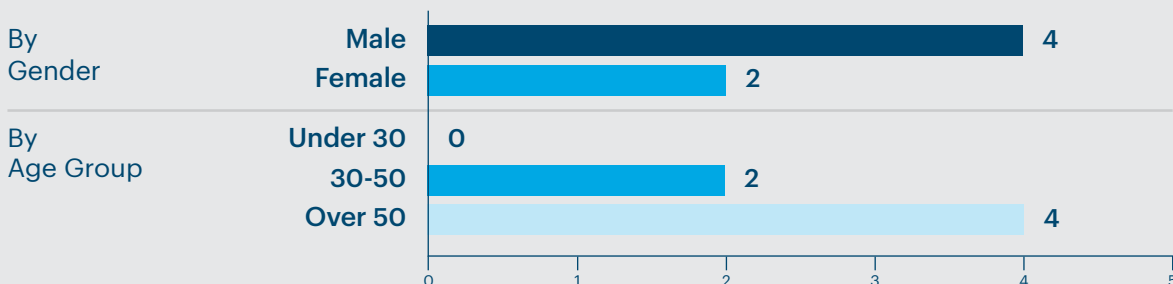 By
Gender
Male 4
Female 2
By
Age Group
Under 30 0
30-50 2
Over 50 4
0 1 2 3 4 5